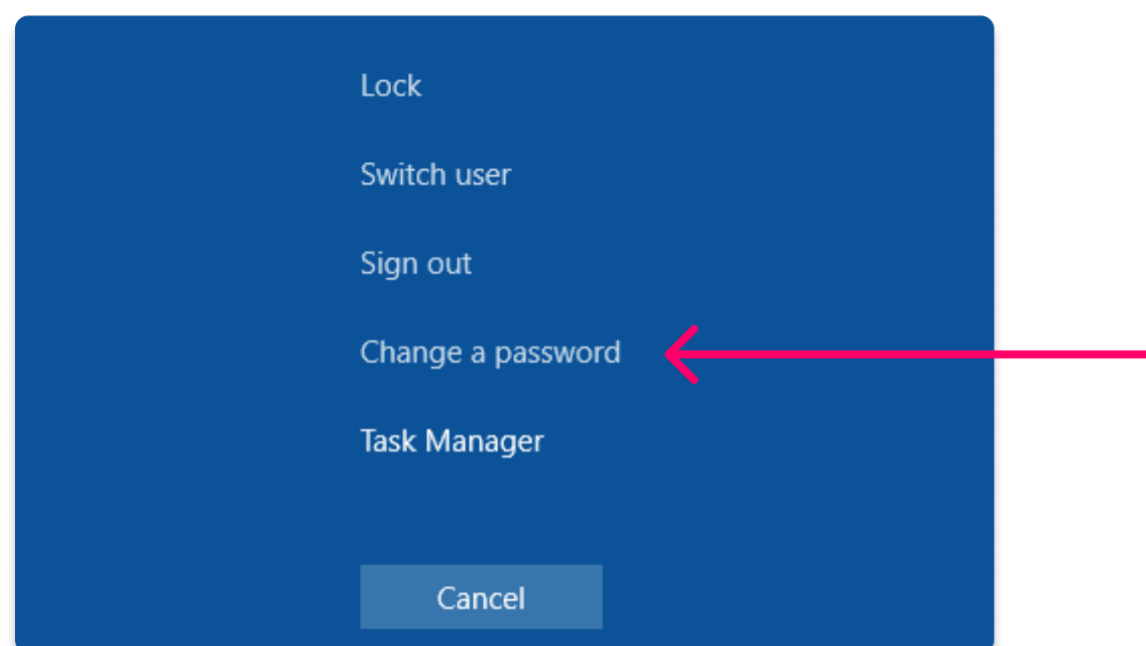 Lock
Switch user
Sign out
Change a password
Task Manager
Cancel